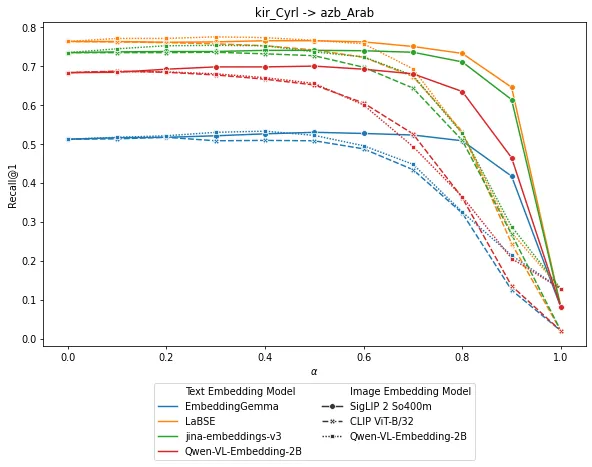 kir_Cyrl -> azb_Arab
0.8
0.7
0.6
0.5
0.4
0.3
0.2
0.1
0.0
Recall@1
0.0 0.2 0.4 0.6 0.8 1.0
α
Text Embedding Model
EmbeddingGemma
LaBSE
jina-embeddings-v3
Qwen-VL-Embedding-2B
Image Embedding Model
SigLIP 2 So400m
CLIP ViT-B/32
Qwen-VL-Embedding-2B